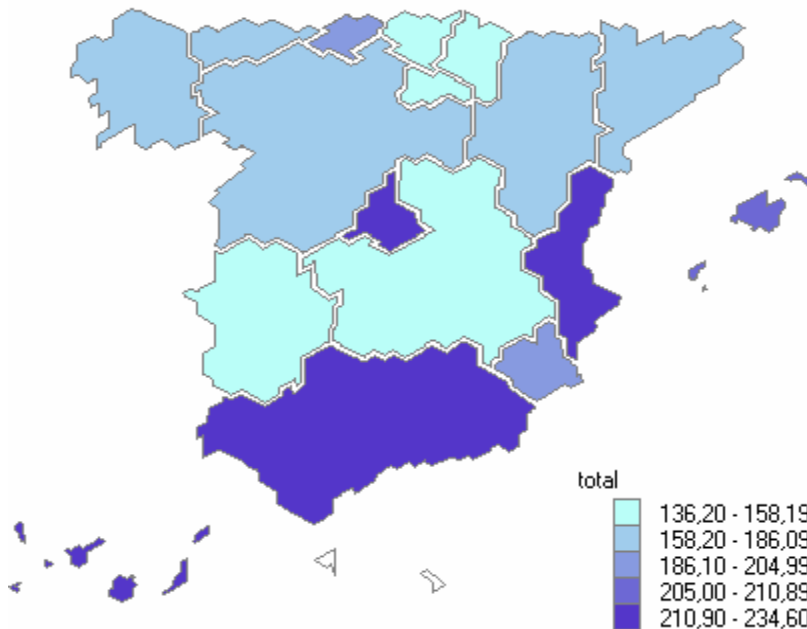 total
136,20 - 158,19
158,20 - 186,09
186,10 - 204,99
205,00 - 210,89
210,90 - 234,60